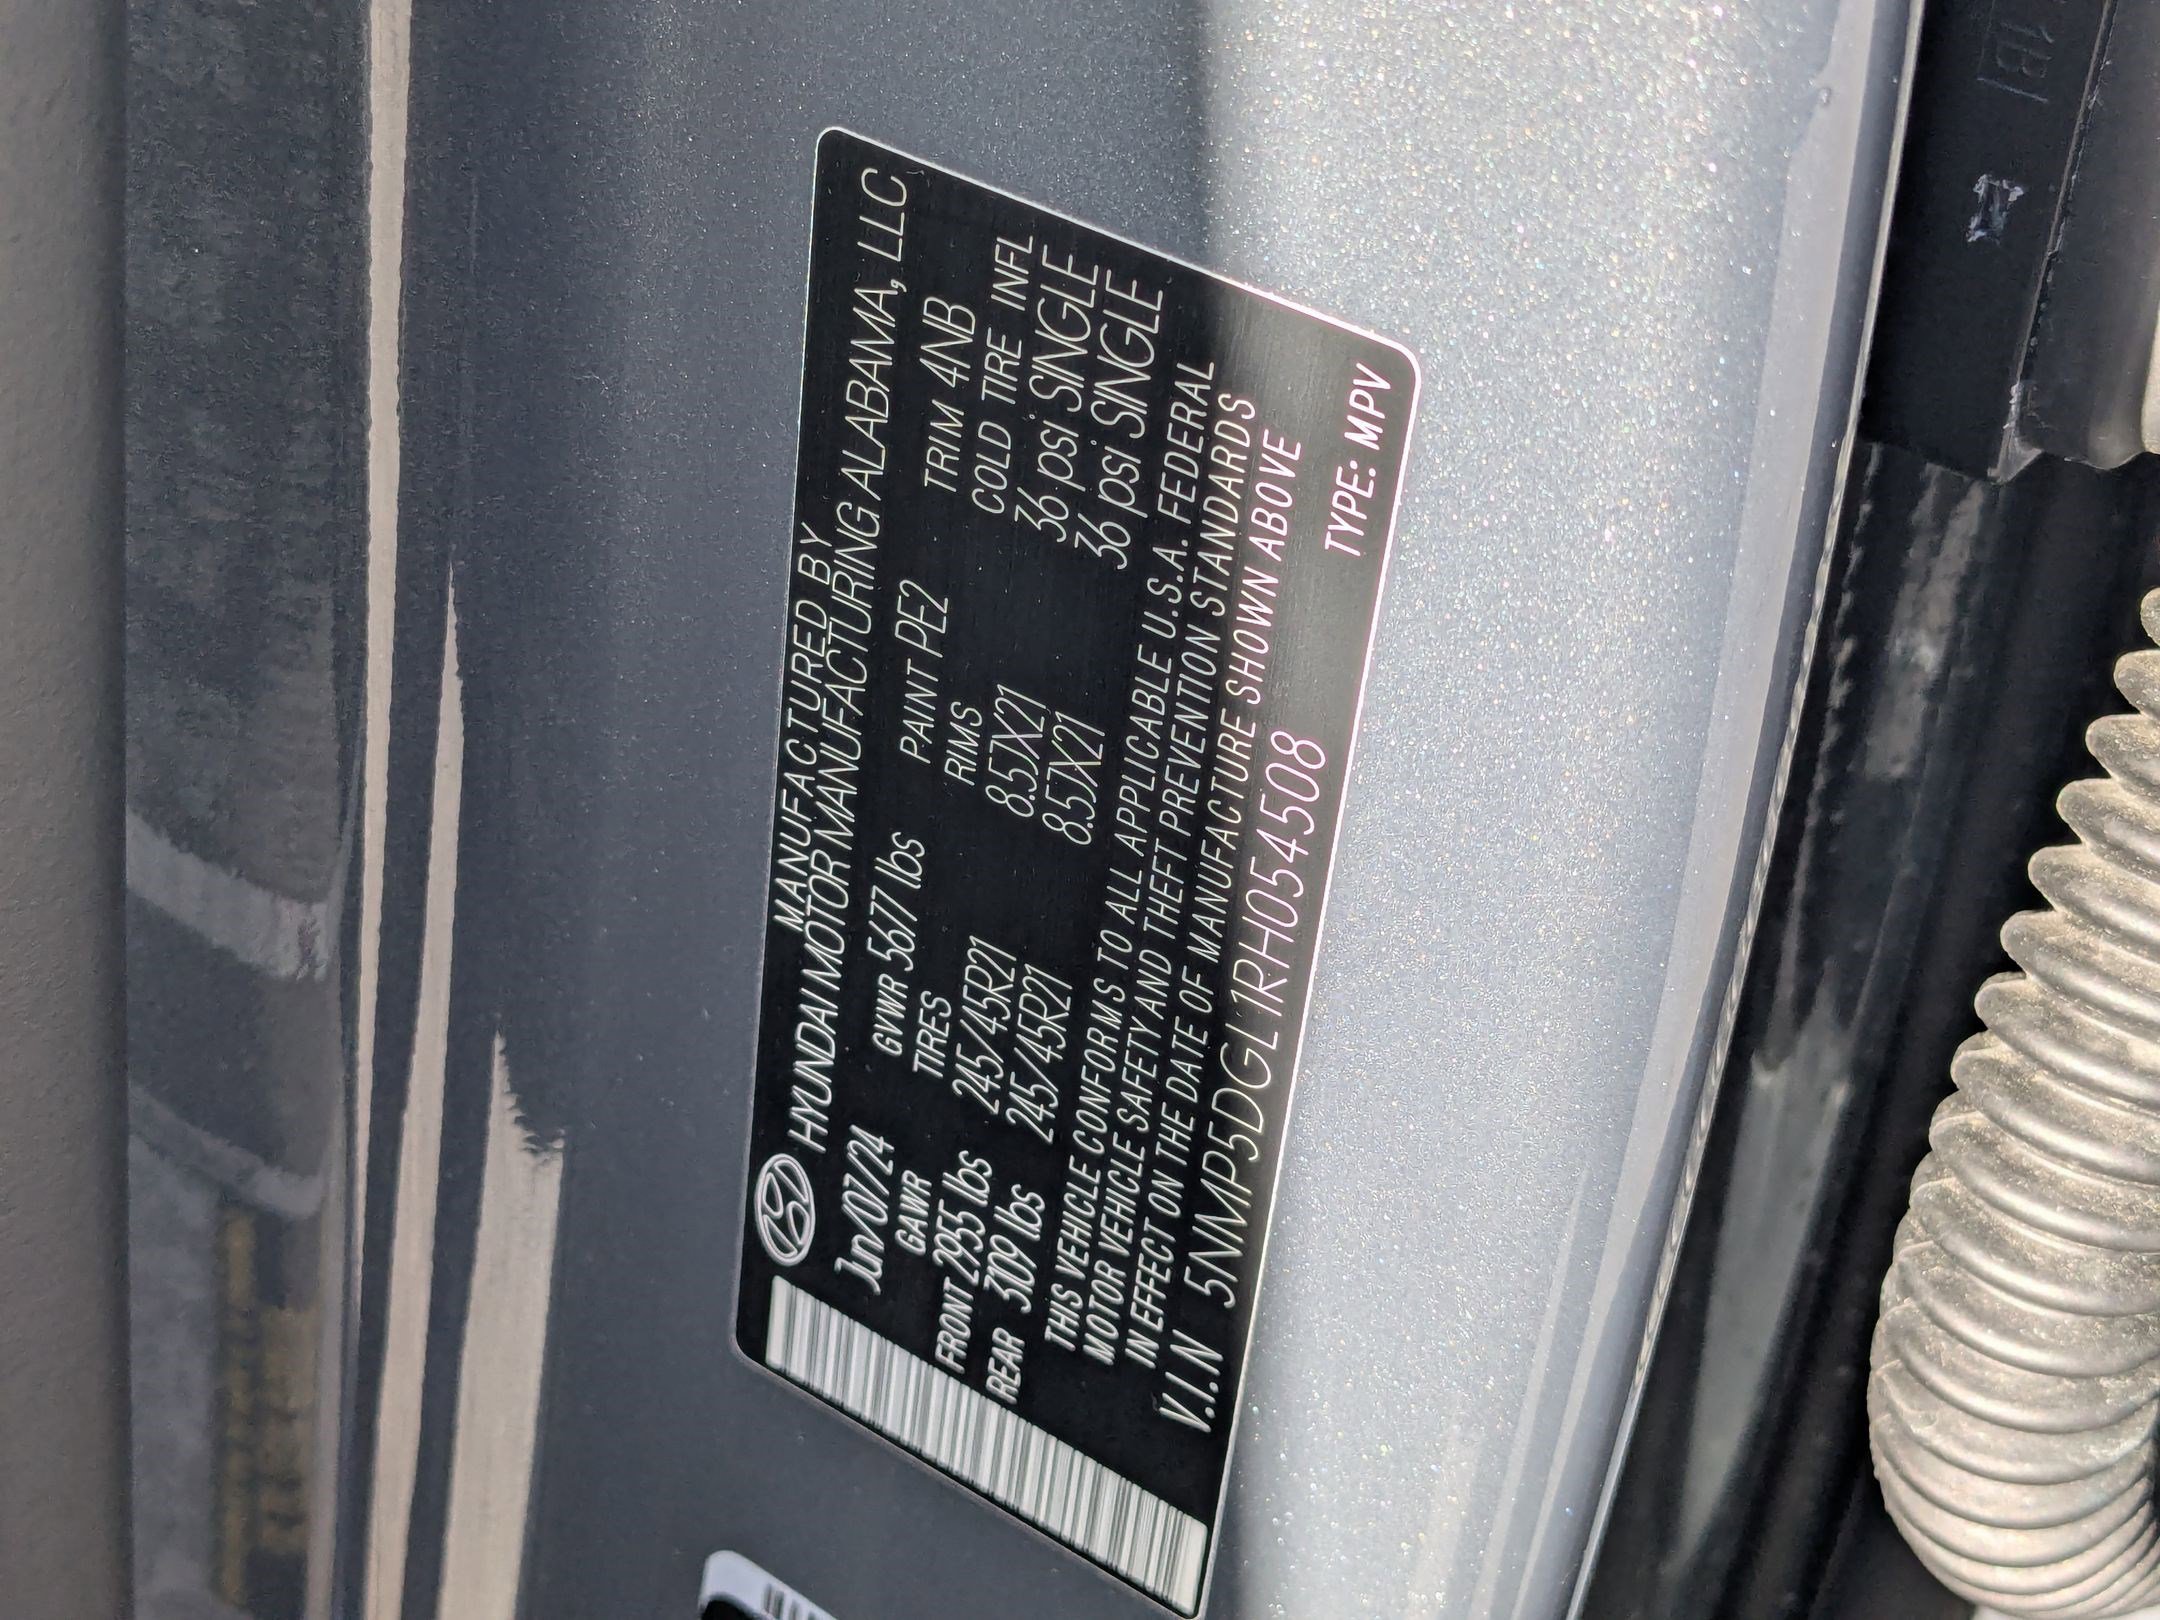 MANUFACTURED BY
HYUNDAI MOTOR MANUFACTURING ALABAMA, LLC
Jun/07/24 GVWR 5677 lbs PAINT PE2 TRIM 4NB
GAWR TIRES RIMS COLD TIRE INFL
FRONT 2955 lbs 245/45R21 8.5JX21 36 psi SINGLE
REAR 3109 lbs 245/45R21 8.5JX21 36 psi SINGLE
THIS VEHICLE CONFORMS TO ALL APPLICABLE U.S.A. FEDERAL
MOTOR VEHICLE SAFETY AND THEFT PREVENTION STANDARDS
IN EFFECT ON THE DATE OF MANUFACTURE SHOWN ABOVE
V.I.N 5NMP5DGL1RH054508 TYPE: MPV